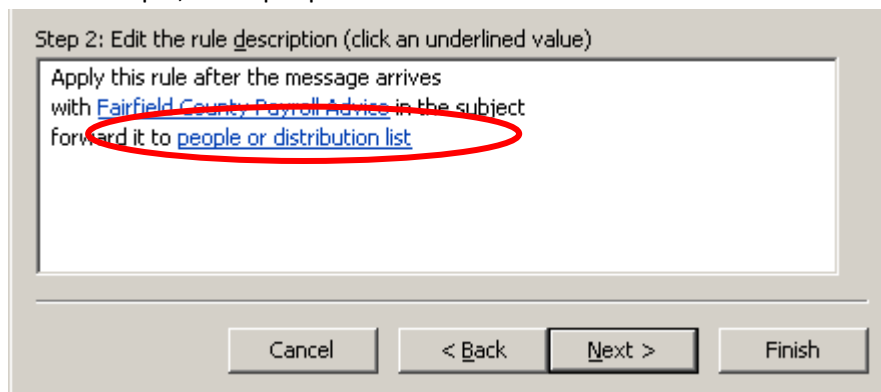 Step 2: Edit the rule description (click an underlined value)
Apply this rule after the message arrives
with Fairfield County Payroll Advice in the subject
forward it to people or distribution list
Cancel
< Back
Next >
Finish